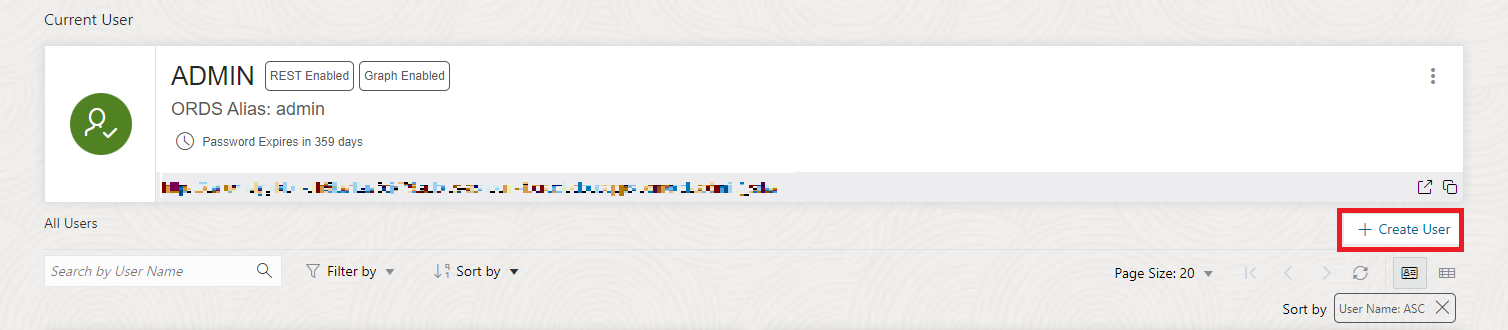 Current User
ADMIN REST Enabled Graph Enabled
ORDS Alias: admin
Password Expires in 359 days
All Users
+ Create User
Search by User Name
Filter by
Sort by
Page Size: 20
Sort by User Name: ASC